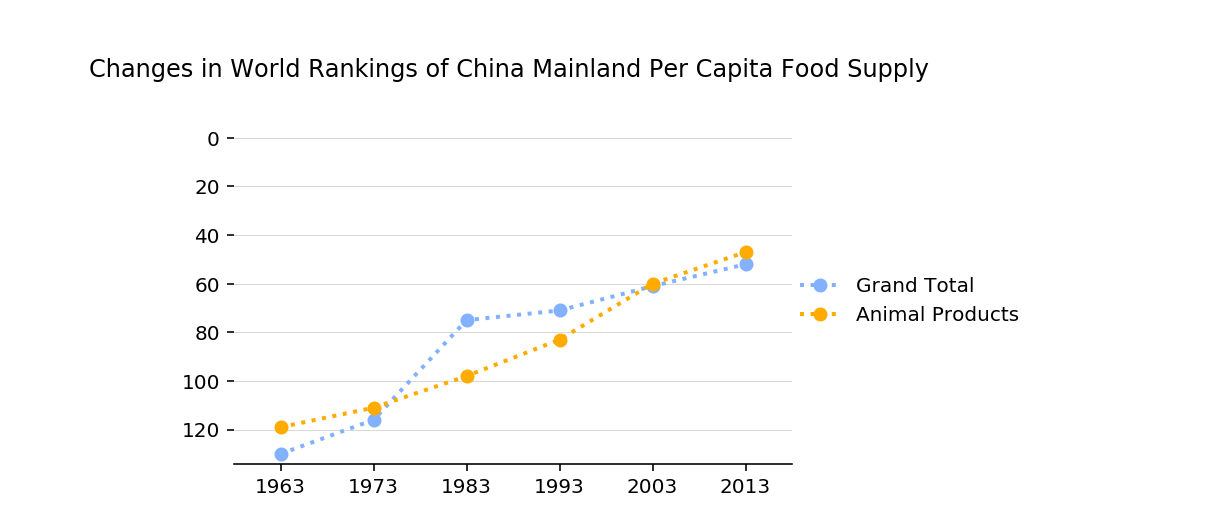 Changes in World Rankings of China Mainland Per Capita Food Supply
0
20
40
60
80
100
120
1963 1973 1983 1993 2003 2013
Grand Total
Animal Products